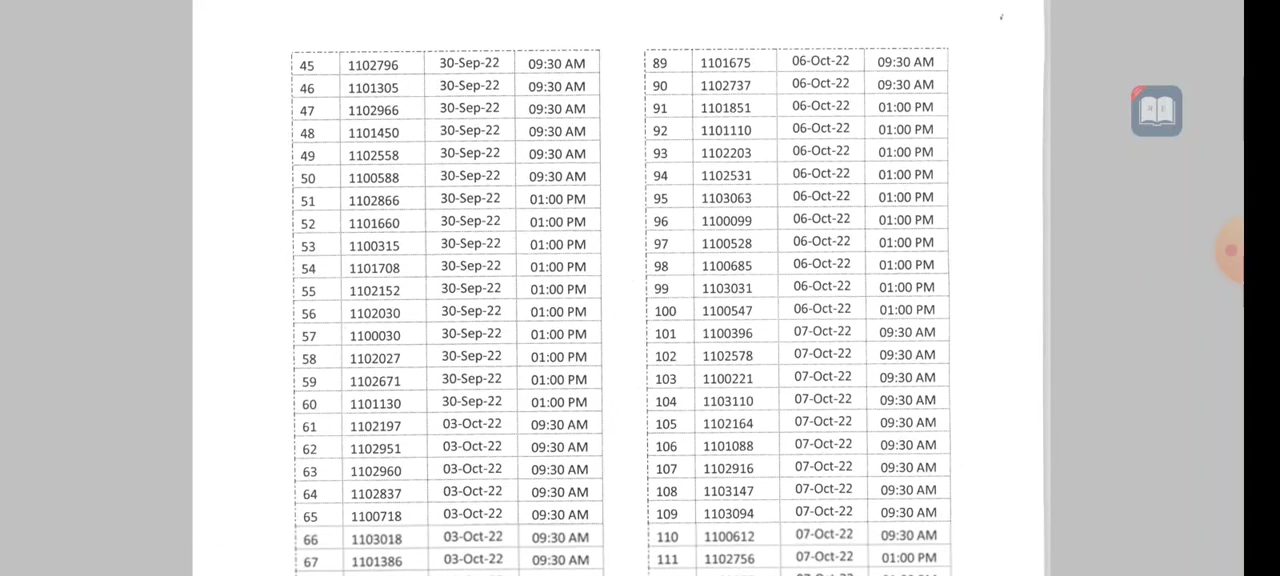 45 1102796 30-Sep-22 09:30 AM
46 1101305 30-Sep-22 09:30 AM
47 1102966 30-Sep-22 09:30 AM
48 1101450 30-Sep-22 09:30 AM
49 1102558 30-Sep-22 09:30 AM
50 1100588 30-Sep-22 09:30 AM
51 1102866 30-Sep-22 01:00 PM
52 1101660 30-Sep-22 01:00 PM
53 1100315 30-Sep-22 01:00 PM
54 1101708 30-Sep-22 01:00 PM
55 1102152 30-Sep-22 01:00 PM
56 1102030 30-Sep-22 01:00 PM
57 1100030 30-Sep-22 01:00 PM
58 1102027 30-Sep-22 01:00 PM
59 1102671 30-Sep-22 01:00 PM
60 1101130 30-Sep-22 01:00 PM
61 1102197 03-Oct-22 09:30 AM
62 1102951 03-Oct-22 09:30 AM
63 1102960 03-Oct-22 09:30 AM
64 1102837 03-Oct-22 09:30 AM
65 1100718 03-Oct-22 09:30 AM
66 1103018 03-Oct-22 09:30 AM
67 1101386 03-Oct-22 09:30 AM
89 1101675 06-Oct-22 09:30 AM
90 1102737 06-Oct-22 09:30 AM
91 1101851 06-Oct-22 01:00 PM
92 1101110 06-Oct-22 01:00 PM
93 1102203 06-Oct-22 01:00 PM
94 1102531 06-Oct-22 01:00 PM
95 1103063 06-Oct-22 01:00 PM
96 1100099 06-Oct-22 01:00 PM
97 1100528 06-Oct-22 01:00 PM
98 1100685 06-Oct-22 01:00 PM
99 1103031 06-Oct-22 01:00 PM
100 1100547 06-Oct-22 01:00 PM
101 1100396 07-Oct-22 09:30 AM
102 1102578 07-Oct-22 09:30 AM
103 1100221 07-Oct-22 09:30 AM
104 1103110 07-Oct-22 09:30 AM
105 1102164 07-Oct-22 09:30 AM
106 1101088 07-Oct-22 09:30 AM
107 1102916 07-Oct-22 09:30 AM
108 1103147 07-Oct-22 09:30 AM
109 1103094 07-Oct-22 09:30 AM
110 1100612 07-Oct-22 09:30 AM
111 1102756 07-Oct-22 01:00 PM